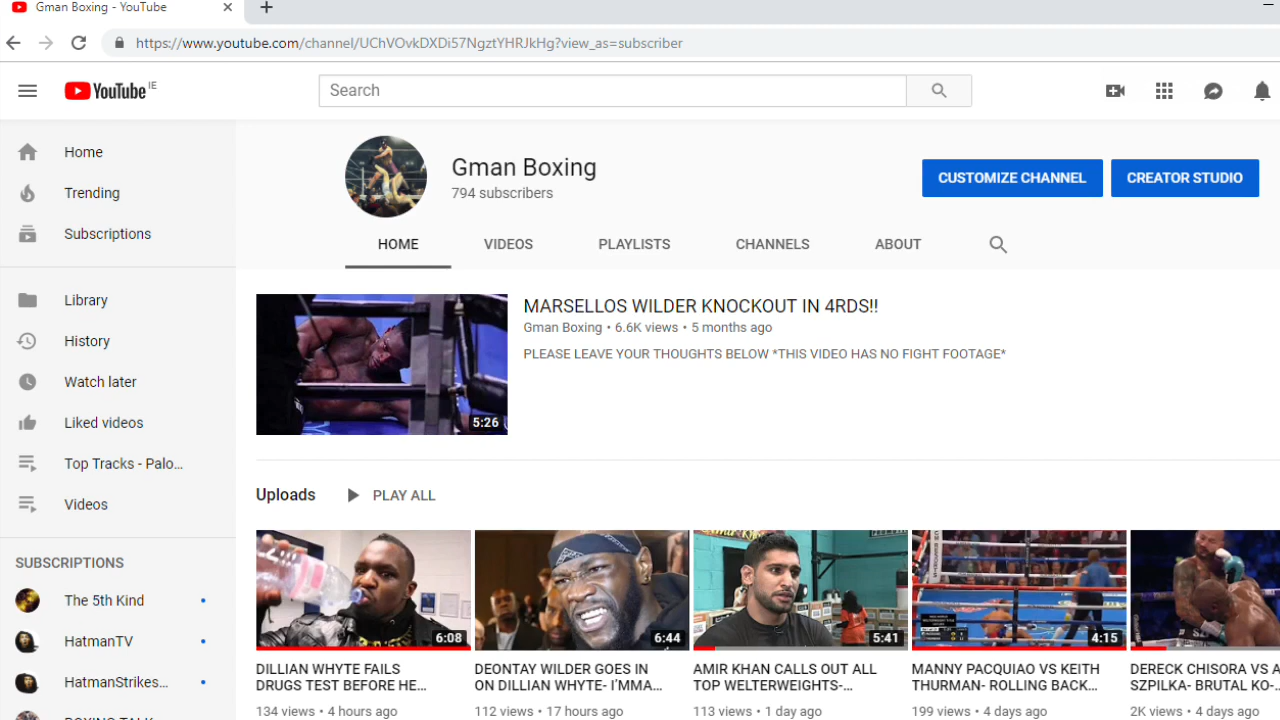 Gman Boxing - YouTube
https://www.youtube.com/channel/UChVOvkDXDi57NgztYHRJkHg?view_as=subscriber
YouTube IE
Search
Home
Trending
Subscriptions
Library
History
Watch later
Liked videos
Top Tracks - Palo...
Videos
SUBSCRIPTIONS
The 5th Kind
HatmanTV
HatmanStrikes...
Gman Boxing
794 subscribers
CUSTOMIZE CHANNEL
CREATOR STUDIO
HOME
VIDEOS
PLAYLISTS
CHANNELS
ABOUT
5:26
MARSELLOS WILDER KNOCKOUT IN 4RDS!!
Gman Boxing • 6.6K views • 5 months ago
PLEASE LEAVE YOUR THOUGHTS BELOW *THIS VIDEO HAS NO FIGHT FOOTAGE*
Uploads
PLAY ALL
6:08
DILLIAN WHYTE FAILS
DRUGS TEST BEFORE HE...
134 views • 4 hours ago
6:44
DEONTAY WILDER GOES IN
ON DILLIAN WHYTE- I'MMA...
112 views • 17 hours ago
5:41
AMIR KHAN CALLS OUT ALL
TOP WELTERWEIGHTS-...
113 views • 1 day ago
4:15
MANNY PACQUIAO VS KEITH
THURMAN- ROLLING BACK...
199 views • 4 days ago
DERECK CHISORA VS A
SZPILKA- BRUTAL KO-
2K views • 4 days ago